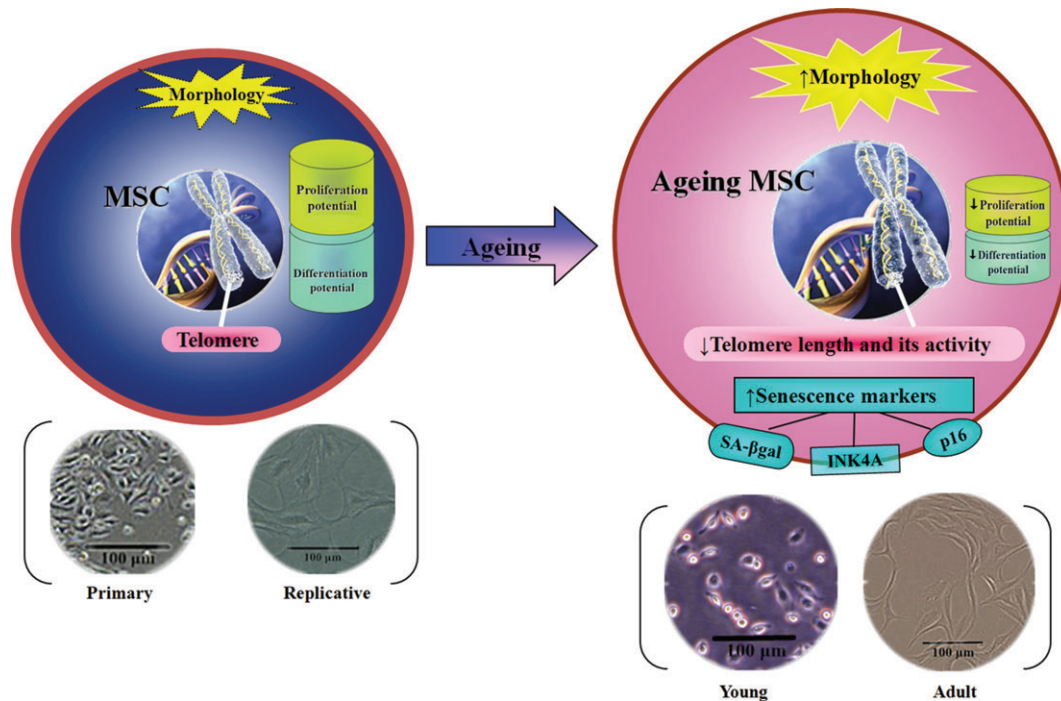 Morphology
MSC
Proliferation
potential
Differentiation
potential
Telomere
Ageing
↑Morphology
Ageing MSC
↓Proliferation
potential
↓Differentiation
potential
↓Telomere length and its activity
↑Senescence markers
SA-βgal
INK4A
p16
100 µm
Primary
100 µm
Replicative
100 µm
Young
100 µm
Adult